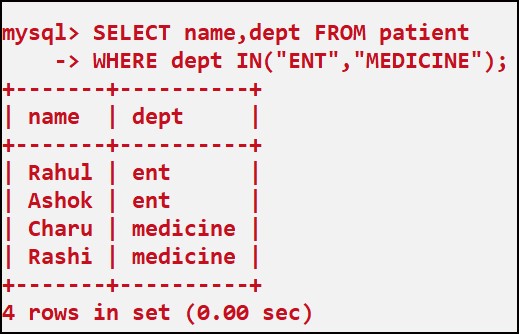 mysql> SELECT name,dept FROM patient
    -> WHERE dept IN("ENT","MEDICINE");
+-------+----------+
| name  | dept     |
+-------+----------+
| Rahul | ent      |
| Ashok | ent      |
| Charu | medicine |
| Rashi | medicine |
+-------+----------+
4 rows in set (0.00 sec)